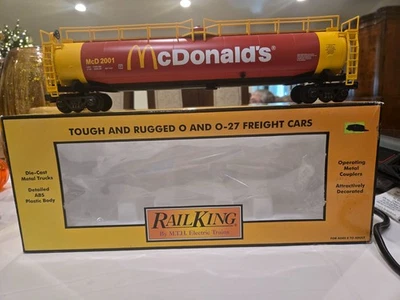 McD 2001
McDonald's
TOUGH AND RUGGED O AND O-27 FREIGHT CARS
Die-Cast
Metal Trucks
Detailed
ABS
Plastic Body
Operating
Metal
Couplers
Attractively
Decorated
RAILKING
By M.T.H. Electric Trains